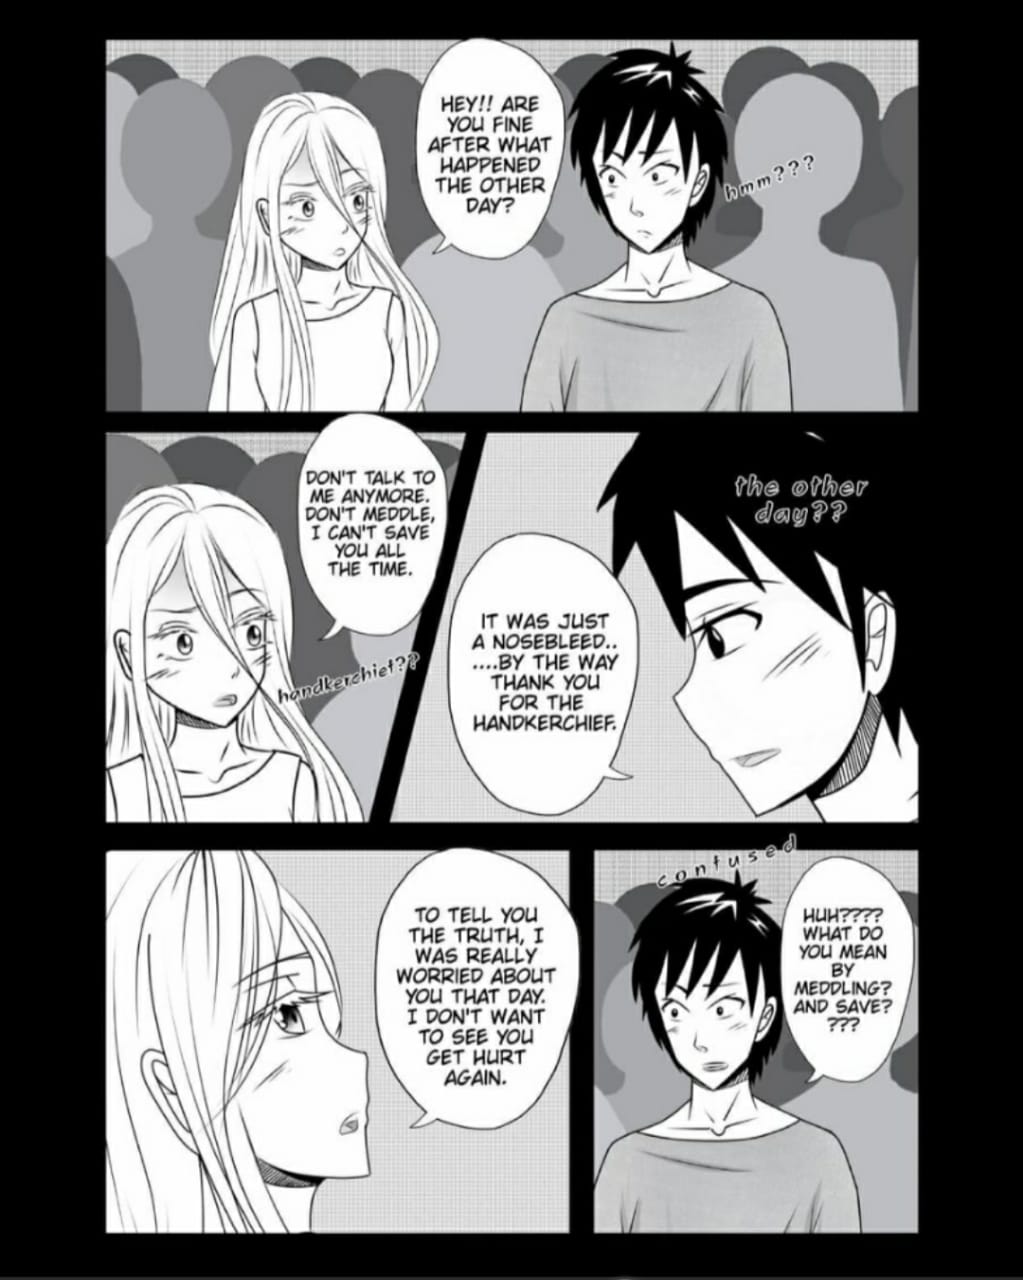 HEY!! ARE
YOU FINE
AFTER WHAT
HAPPENED
THE OTHER
DAY?
hmm???
DON'T TALK TO
ME ANYMORE.
DON'T MEDDLE,
I CAN'T SAVE
YOU ALL
THE TIME.
handkerchief??
the other
day??
IT WAS JUST
A NOSEBLEED..
....BY THE WAY
THANK YOU
FOR THE
HANDKERCHIEF.
TO TELL YOU
THE TRUTH, I
WAS REALLY
WORRIED ABOUT
YOU THAT DAY.
I DON'T WANT
TO SEE YOU
GET HURT
AGAIN.
confused
HUH????
WHAT DO
YOU MEAN
BY
MEDDLING?
AND SAVE?
???